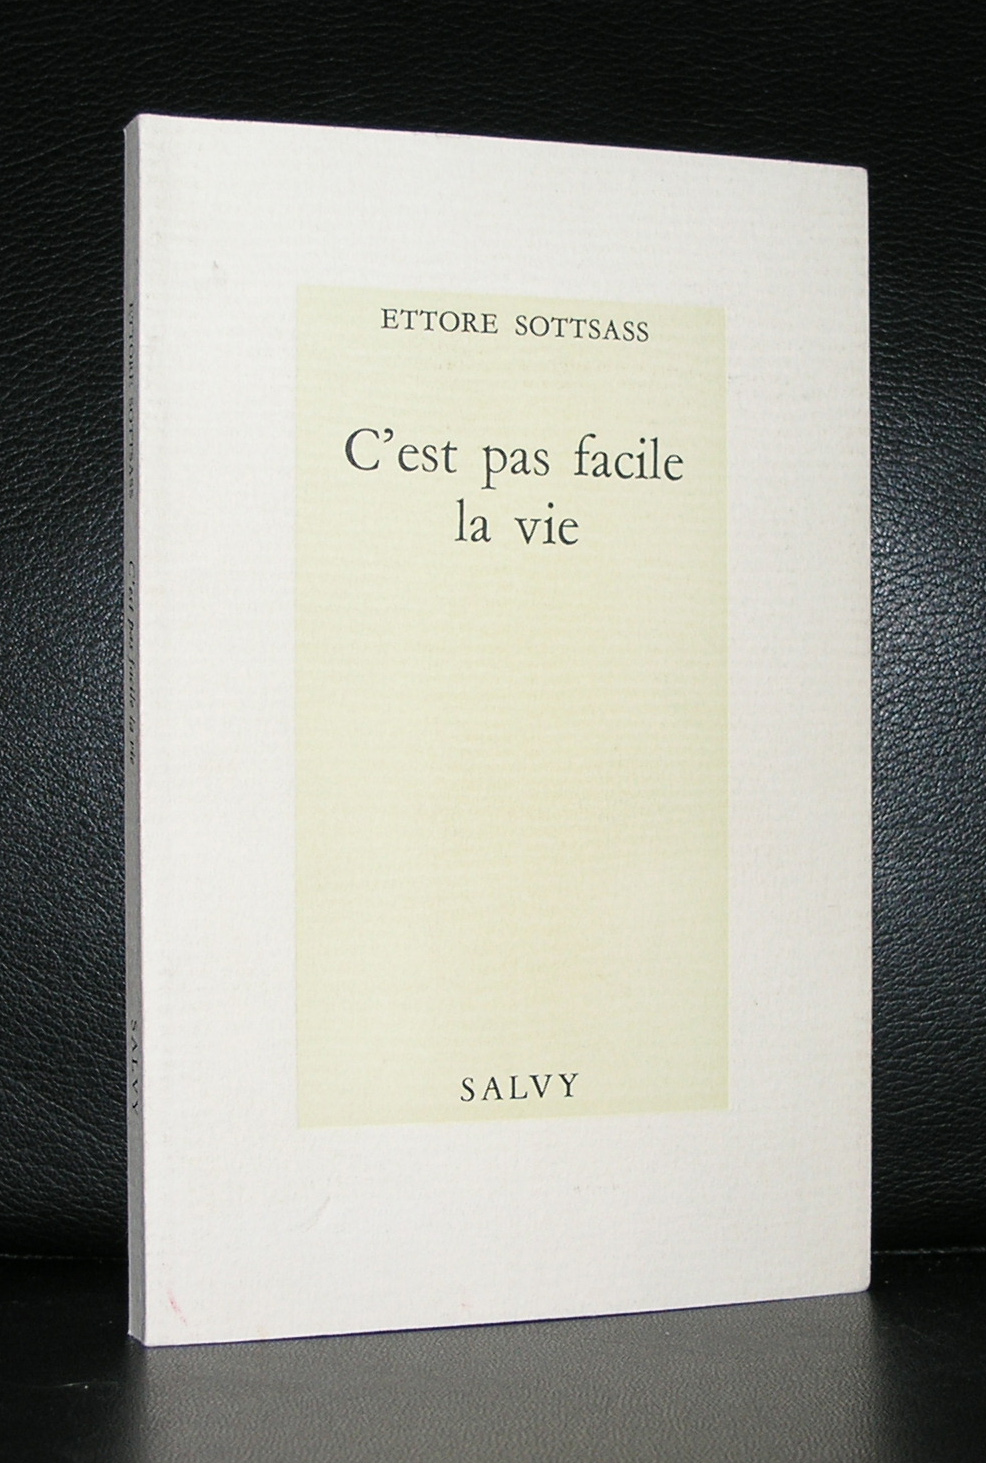 ETTORE SOTTSASS
C'est pas facile
la vie
SALVY
ETTORE SOTTSASS C'est pas facile la vie SALVY